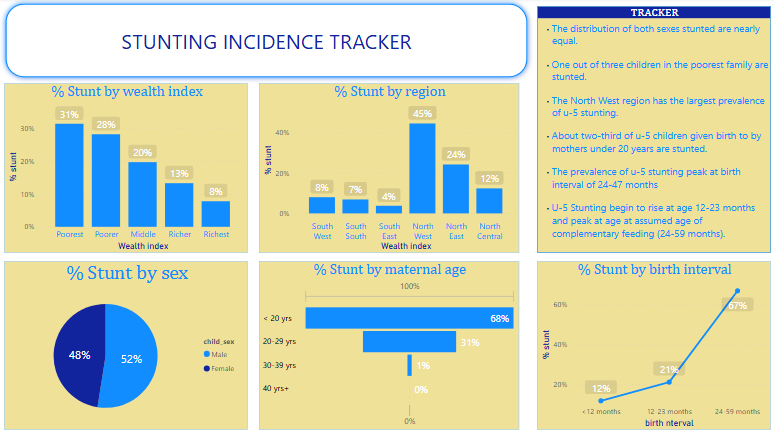 STUNTING INCIDENCE TRACKER
TRACKER
• The distribution of both sexes stunted are nearly
equal.
• One out of three children in the poorest family are
stunted.
• The North West region has the largest prevalence
of u-5 stunting.
• About two-third of u-5 children given birth to by
mothers under 20 years are stunted.
• The prevalence of u-5 stunting peak at birth
interval of 24-47 months
• U-5 Stunting begin to rise at age 12-23 months
and peak at age at assumed age of
complementary feeding (24-59 months).
% Stunt by wealth index
% stunt
30%
20%
10%
0%
31%
28%
20%
13%
8%
Poorest Poorer Middle Richer Richest
Wealth index
% Stunt by region
% stunt
40%
20%
0%
8%
7%
4%
45%
24%
12%
South South South North North North
West South East West East Central
Wealth index
% Stunt by sex
48%
52%
child_sex
Male
Female
% Stunt by maternal age
100%
< 20 yrs 68%
20-29 yrs 31%
30-39 yrs 1%
40 yrs+ 0%
0%
% Stunt by birth interval
% stunt
60%
40%
20%
12%
21%
67%
<12 months 12-23 months 24-59 months
birth nterval